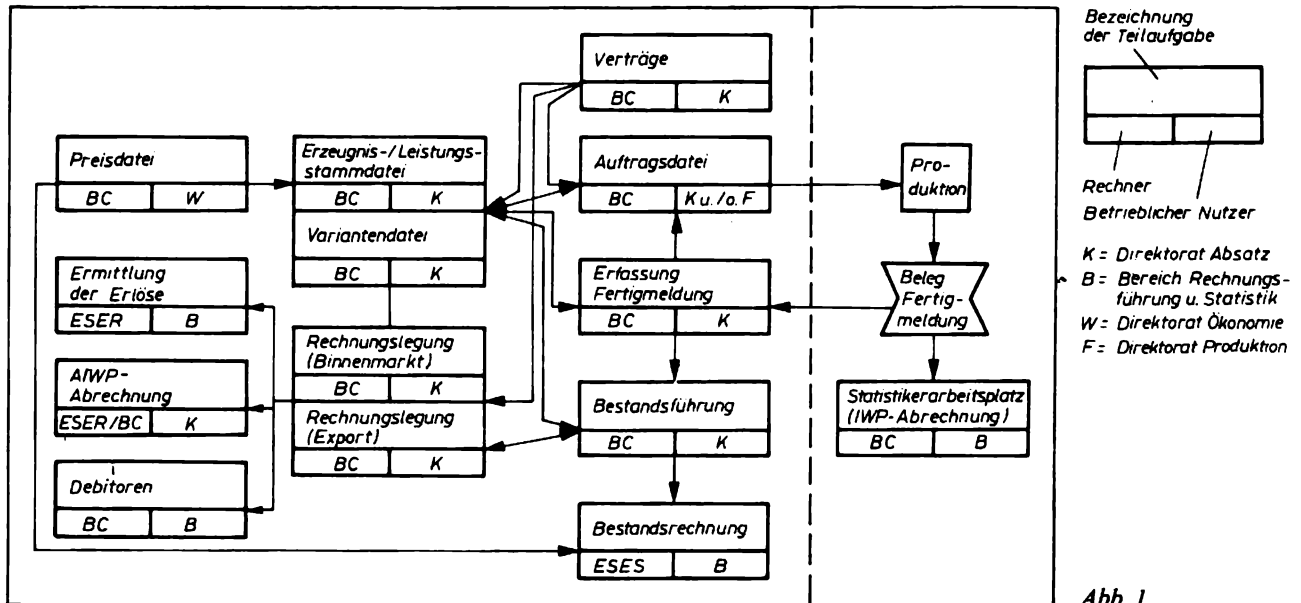 Verträge
BC K
Preisdatei
BC W
Erzeugnis-/Leistungs-
stammdatei
BC K
Variantendatei
BC K
Auftragsdatei
BC K u./o. F
Pro-
duktion
Ermittlung
der Erlöse
ESER B
Erfassung
Fertigmeldung
BC K
Beleg
Fertig-
meldung
AIWP-
Abrechnung
ESER/BC K
Rechnungslegung
(Binnenmarkt)
BC K
Rechnungslegung
(Export)
BC K
Bestandsführung
BC K
Statistikerarbeitsplatz
(IWP-Abrechnung)
BC B
Debitoren
BC B
Bestandsrechnung
ESES B
Bezeichnung
der Teilaufgabe
Rechner
Betrieblicher Nutzer
K = Direktorat Absatz
B = Bereich Rechnungs-
führung u. Statistik
W = Direktorat Ökonomie
F = Direktorat Produktion
Abb. 1